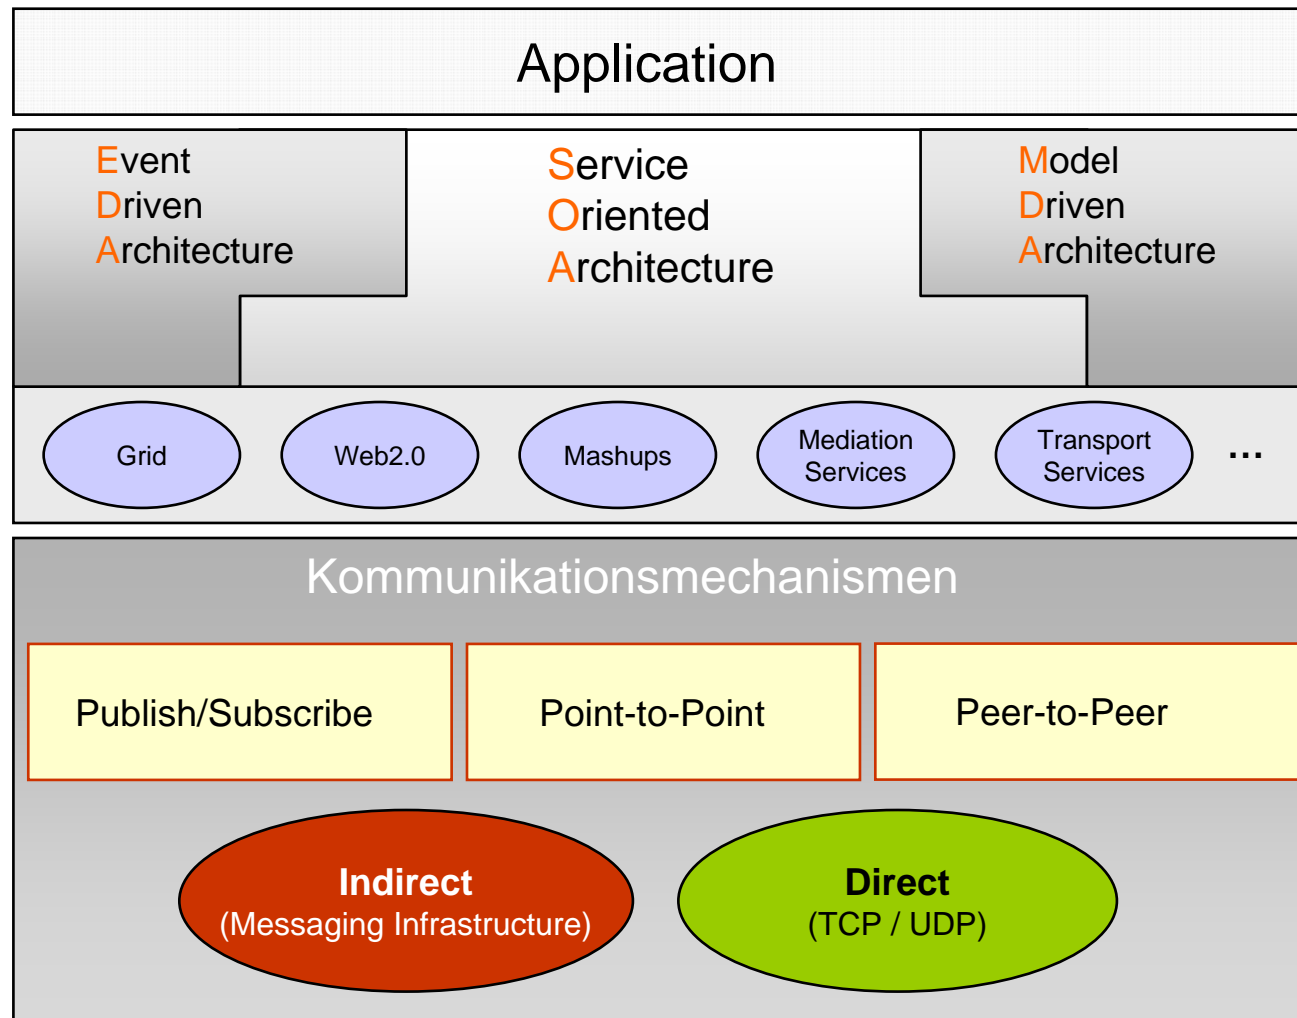 Application
Event
Driven
Architecture
Service
Oriented
Architecture
Model
Driven
Architecture
Grid
Web2.0
Mashups
Mediation
Services
Transport
Services
...
Kommunikationsmechanismen
Publish/Subscribe
Point-to-Point
Peer-to-Peer
Indirect
(Messaging Infrastructure)
Direct
(TCP / UDP)